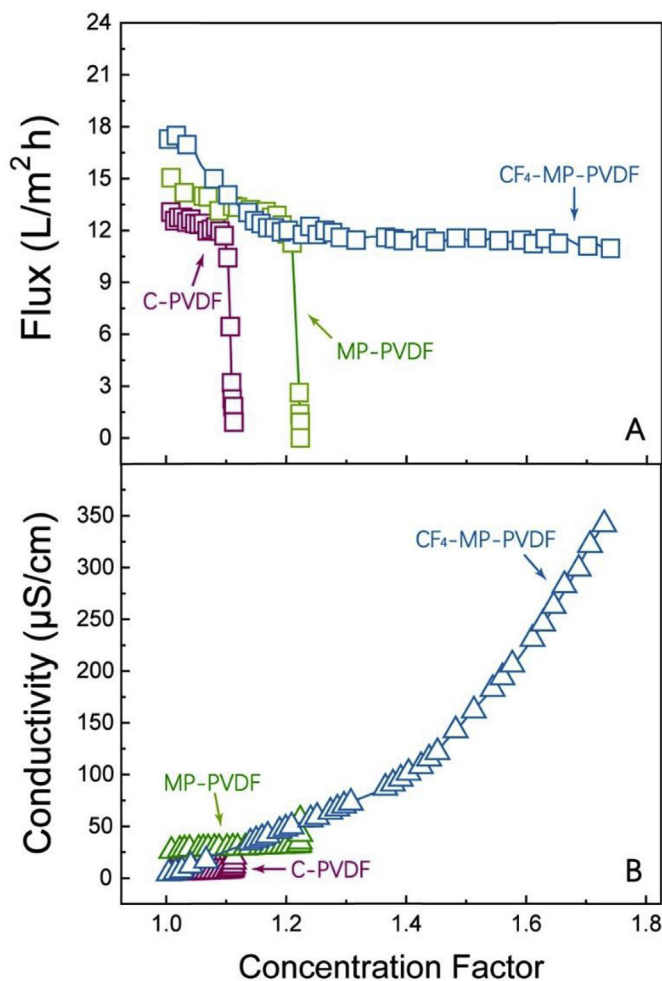 24
21
18
15
12
9
6
3
0
Flux (L/m² h)
CF₄-MP-PVDF
C-PVDF
MP-PVDF
A
350
300
250
200
150
100
50
0
Conductivity (µS/cm)
CF₄-MP-PVDF
MP-PVDF
C-PVDF
B
1.0 1.2 1.4 1.6 1.8
Concentration Factor